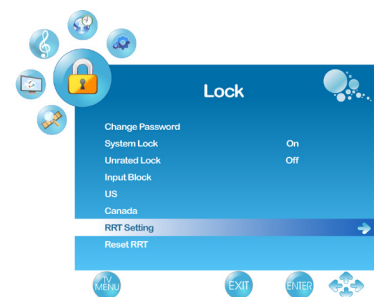 Lock
Change Password
System Lock On
Unrated Lock Off
Input Block
US
Canada
RRT Setting
Reset RRT
TV
MENU
EXIT
ENTER